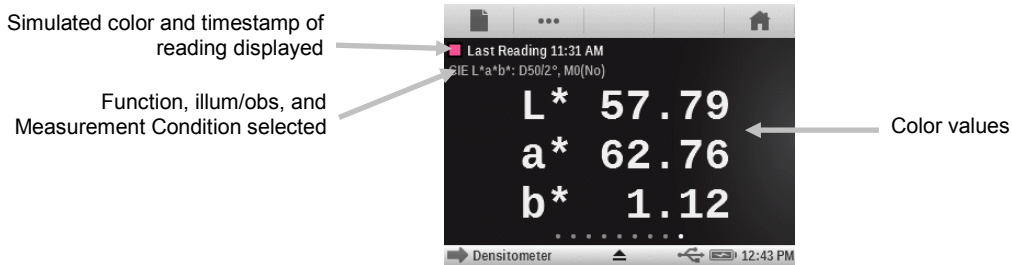 Simulated color and timestamp of
reading displayed
Function, illum/obs, and
Measurement Condition selected
Last Reading 11:31 AM
CIE L*a*b*: D50/2°, M0(No)
L* 57.79
a* 62.76
b* 1.12
Color values
Densitometer
12:43 PM